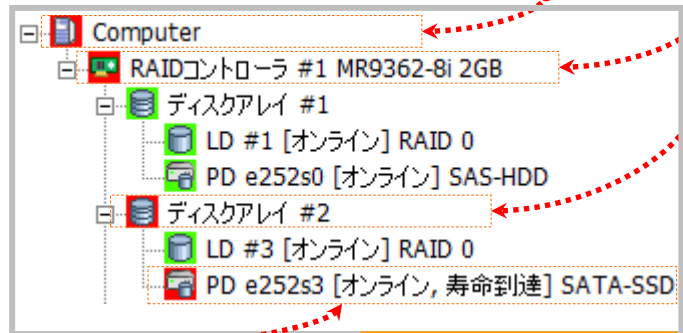 Computer
RAIDコントローラ #1 MR9362-8i 2GB
ディスクアレイ #1
LD #1 [オンライン] RAID 0
PD e252s0 [オンライン] SAS-HDD
ディスクアレイ #2
LD #3 [オンライン] RAID 0
PD e252s3 [オンライン, 寿命到達] SATA-SSD